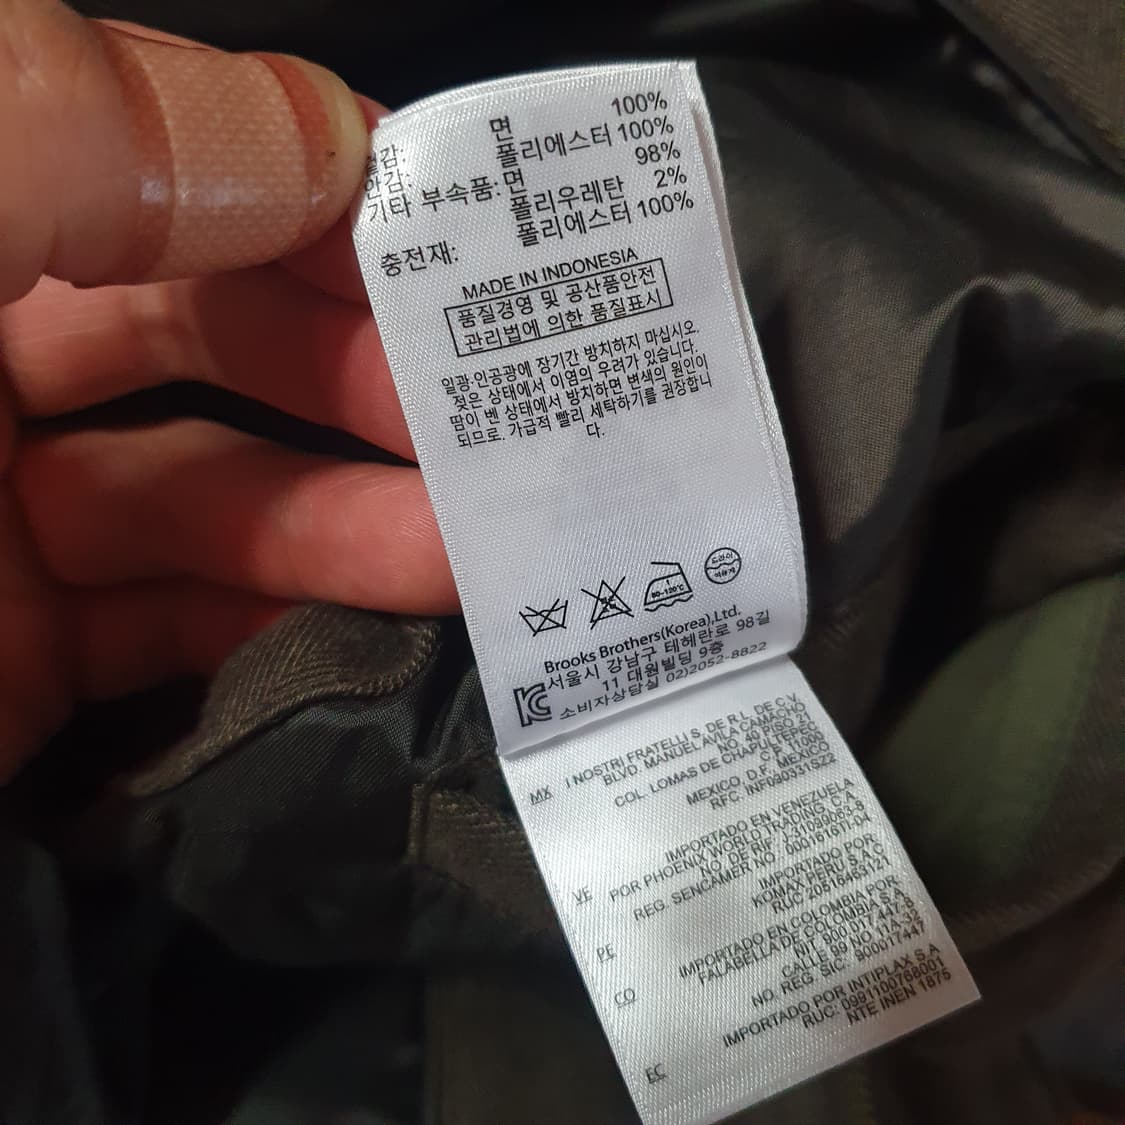 면 100%
겉감: 폴리에스터 100%
안감: 면 98%
기타 부속품: 폴리우레탄 2%
충전재: 폴리에스터 100%
MADE IN INDONESIA
품질경영 및 공산품안전
관리법에 의한 품질표시
일광·인공광에 장기간 방치하지 마십시오.
젖은 상태에서 이염의 우려가 있습니다.
땀이 벤 상태에서 방치하면 변색의 원인이
되므로, 가급적 빨리 세탁하기를 권장합니
다.
80~120°C
드라이
Brooks Brothers(Korea),Ltd.
서울시 강남구 테헤란로 98길
11 대원빌딩 9층
소비자상담실 02)2052-8822
MX I NOSTRI FRATELLI S. DE R.L. DE C.V.
BLVD. MANUEL AVILA CAMACHO
NO. 40 PISO 21
COL. LOMAS DE CHAPULTEPEC
C.P. 11000
MEXICO, D.F. MEXICO
RFC. INF090331SZ2
IMPORTADO EN VENEZUELA
VE POR PHOENIX WORLD TRADING, C.A.
NO. DE RIF. J-31099063-8
REG. SENCAMER NO. 000181611-04
IMPORTADO POR:
PE KOMAX PERU S.A.C.
RUC 20516463121
IMPORTADO EN COLOMBIA POR
CO FALABELLA DE COLOMBIA S.A.
NIT. 900.017.447-8
CALLE 99 NO 11A-32
NO. REG. SIC: 900017447
IMPORTADO POR INTIPLAX S.A
EC RUC: 0991100768001
NTE INEN 1875